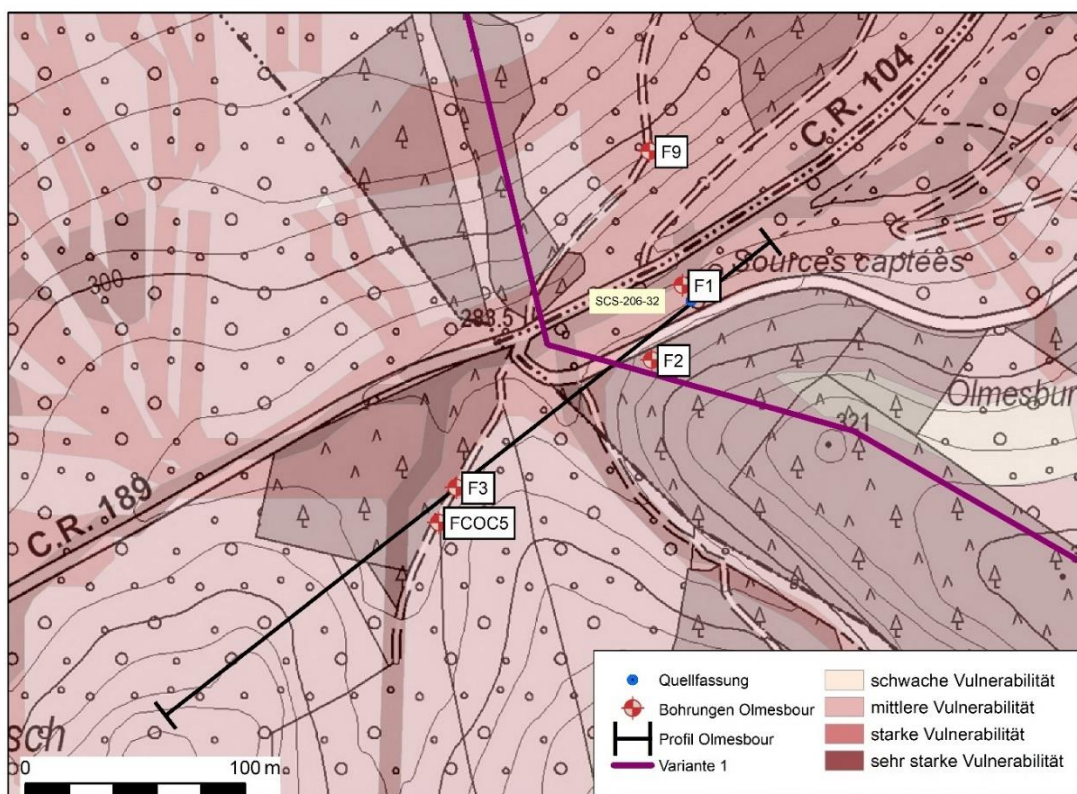 C.R. 104
F9
300
Sources captées
F1
SCS-206-32
293.5
F2
Olmesbur
321
F3
FCOC5
C.R. 189
sch
0 100 m
Quellfassung
Bohrungen Olmesbour
Profil Olmesbour
Variante 1
schwache Vulnerabilität
mittlere Vulnerabilität
starke Vulnerabilität
sehr starke Vulnerabilität